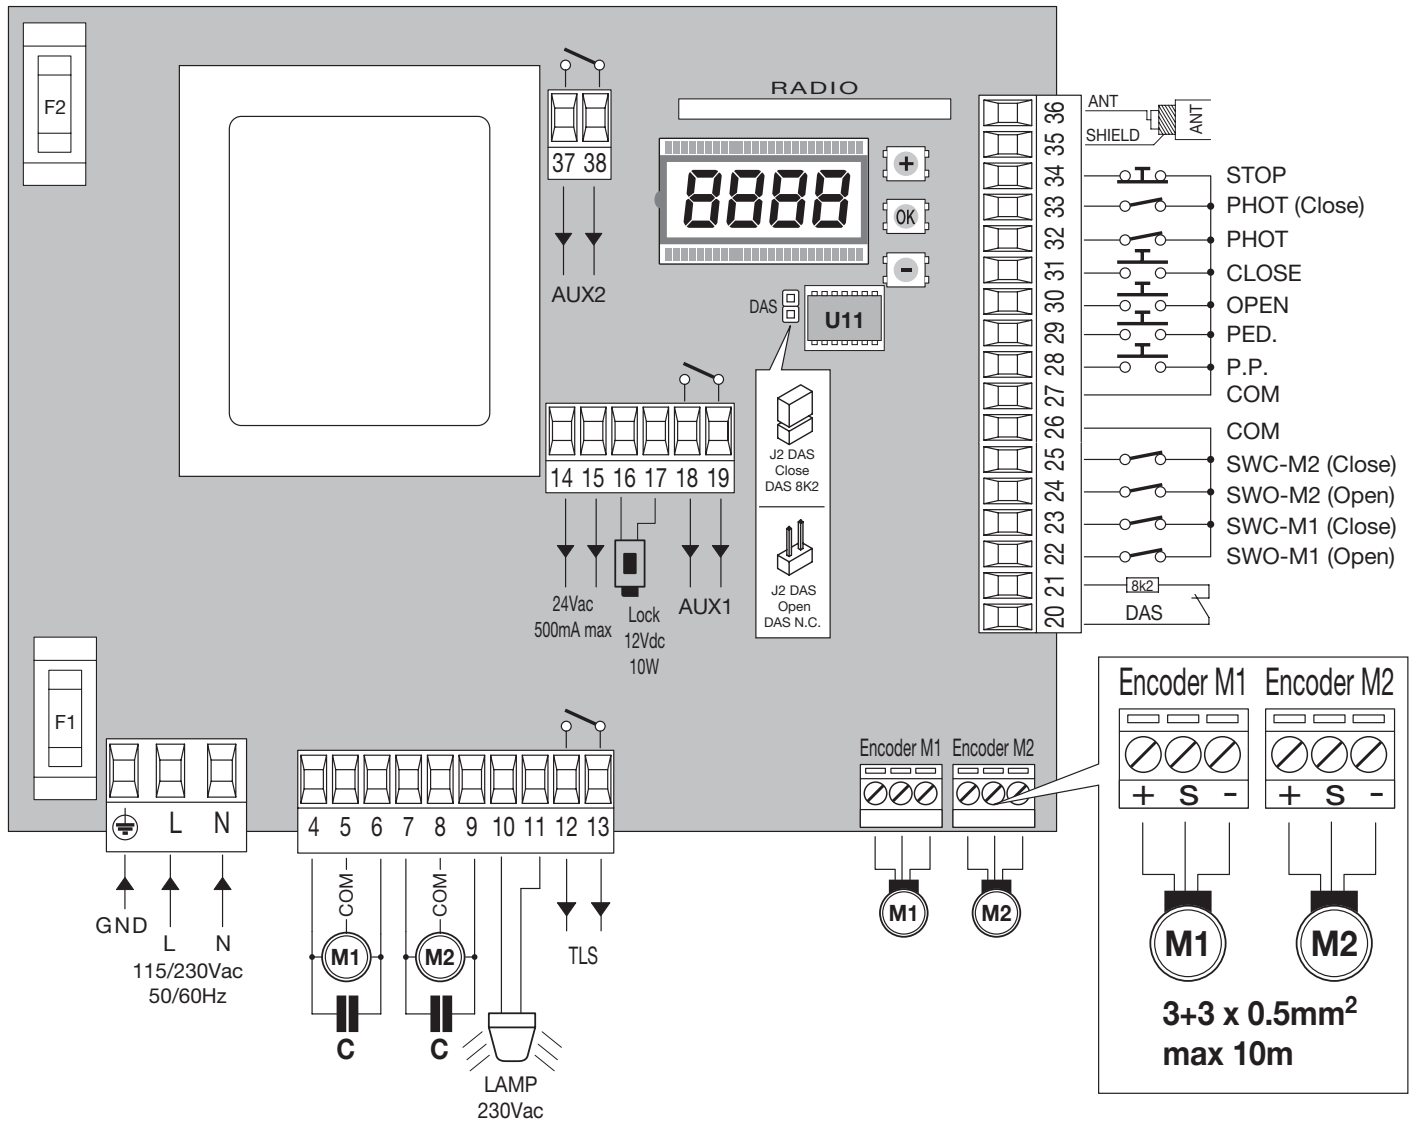 F2
37 38
AUX2
RADIO
8888
+
OK
-
DAS
U11
J2 DAS
Close
DAS 8K2
J2 DAS
Open
DAS N.C.
14 15 16 17 18 19
24Vac
500mA max
Lock
12Vdc
10W
AUX1
36 ANT
35 SHIELD
ANT
34 STOP
33 PHOT (Close)
32 PHOT
31 CLOSE
30 OPEN
29 PED.
28 P.P.
27 COM
26 COM
25 SWC-M2 (Close)
24 SWO-M2 (Open)
23 SWC-M1 (Close)
22 SWO-M1 (Open)
21 8k2
20 DAS
F1
L N
GND
L N
115/230Vac
50/60Hz
4 5 6 7 8 9 10 11 12 13
COM COM
M1 M2
C C
LAMP
230Vac
TLS
Encoder M1 Encoder M2
M1 M2
Encoder M1 Encoder M2
+ S - + S -
M1 M2
3+3 x 0.5mm²
max 10m